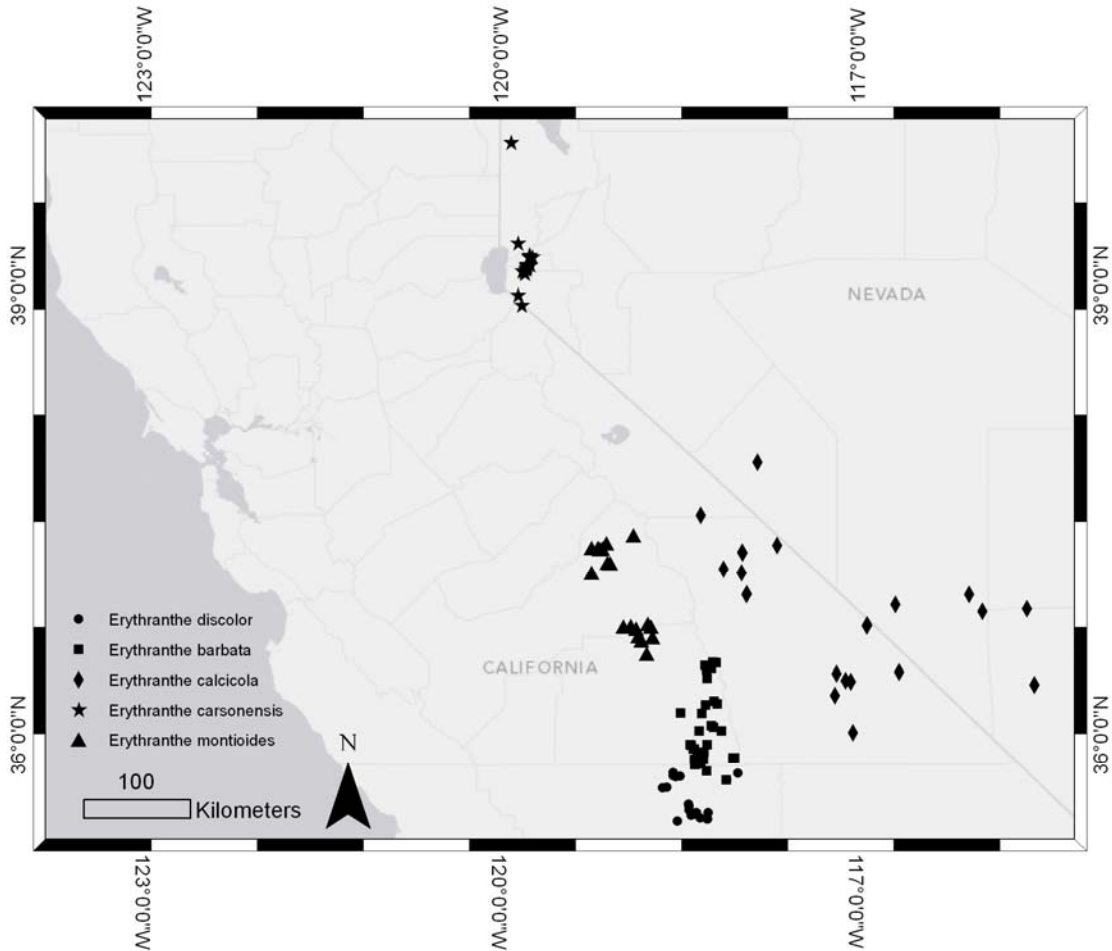 123°0'0"W
120°0'0"W
117°0'0"W
39°0'0"N
39°0'0"N
NEVADA
Erythranthe discolor
Erythranthe barbata
Erythranthe calcicola
Erythranthe carsonensis
Erythranthe montioides
CALIFORNIA
36°0'0"N
36°0'0"N
N
100
Kilometers
123°0'0"W
120°0'0"W
117°0'0"W